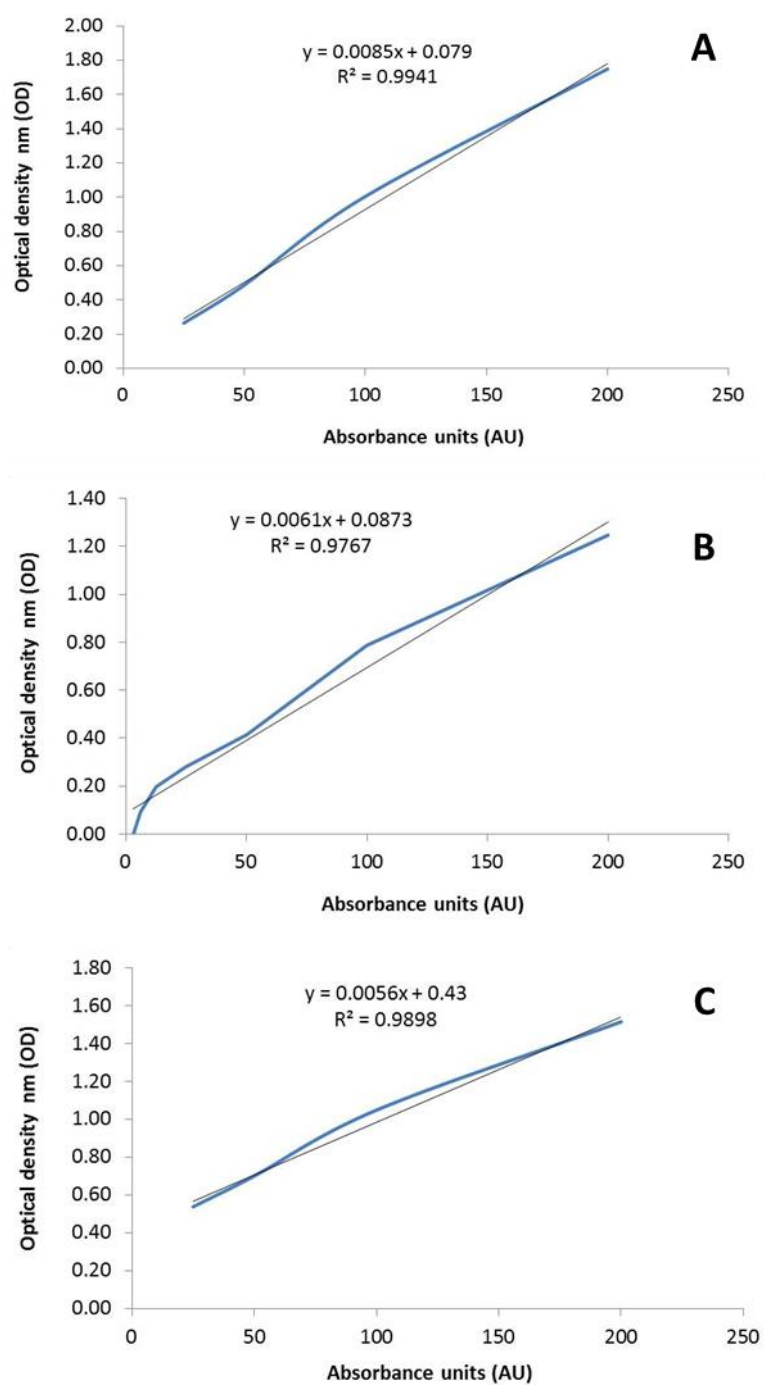 A
y = 0.0085x + 0.079
R² = 0.9941
Optical density nm (OD)
2.00
1.80
1.60
1.40
1.20
1.00
0.80
0.60
0.40
0.20
0.00
0 50 100 150 200 250
Absorbance units (AU)
B
y = 0.0061x + 0.0873
R² = 0.9767
Optical density nm (OD)
1.40
1.20
1.00
0.80
0.60
0.40
0.20
0.00
0 50 100 150 200 250
Absorbance units (AU)
C
y = 0.0056x + 0.43
R² = 0.9898
Optical density nm (OD)
1.80
1.60
1.40
1.20
1.00
0.80
0.60
0.40
0.20
0.00
0 50 100 150 200 250
Absorbance units (AU)